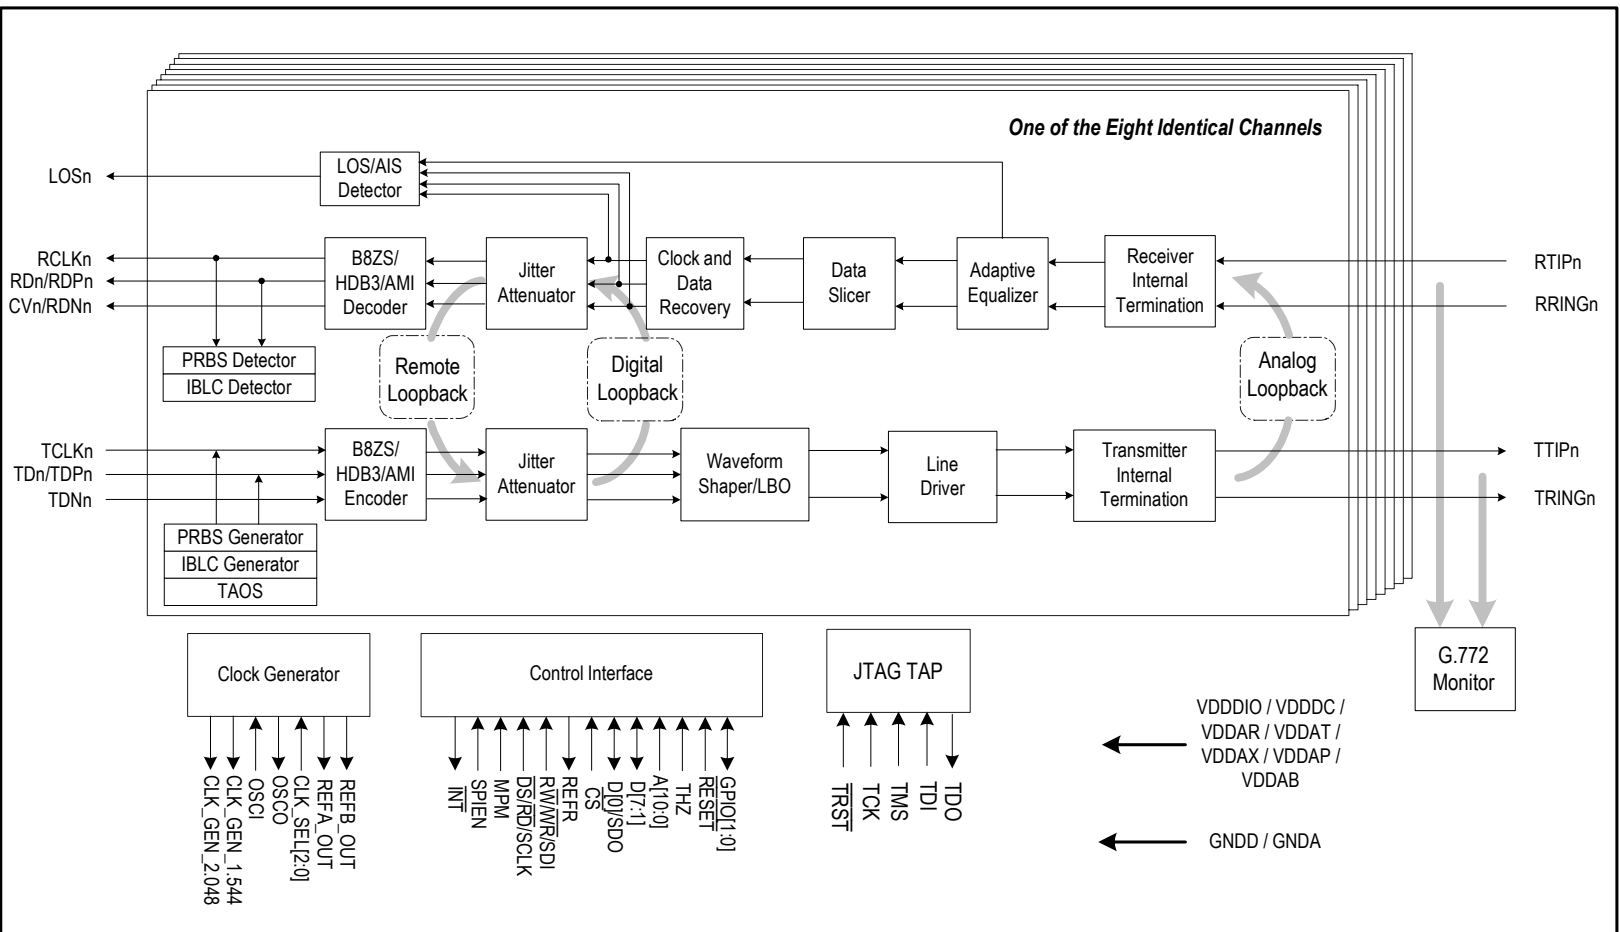 One of the Eight Identical Channels
LOSn
LOS/AIS
Detector
RCLKn
RDn/RDPn
CVn/RDNn
B8ZS/
HDB3/AMI
Decoder
Jitter
Attenuator
Clock and
Data
Recovery
Data
Slicer
Adaptive
Equalizer
Receiver
Internal
Termination
RTIPn
RRINGn
PRBS Detector
IBLC Detector
Remote
Loopback
Digital
Loopback
Analog
Loopback
TCLKn
TDn/TDPn
TDNn
B8ZS/
HDB3/AMI
Encoder
Jitter
Attenuator
Waveform
Shaper/LBO
Line
Driver
Transmitter
Internal
Termination
TTIPn
TRINGn
PRBS Generator
IBLC Generator
TAOS
Clock Generator
Control Interface
JTAG TAP
G.772
Monitor
CLK_GEN_2.048
CLK_GEN_1.544
OSCI
OSCO
CLK_SEL[2:0]
REFA_OUT
REFB_OUT
INT
SPIEN
MPM
DS/RD/SCLK
RW/WR/SDI
REFR
CS
D[0]/SDO
D[7:1]
A[10:0]
THZ
RESET
GPIO[1:0]
TRST
TCK
TMS
TDI
TDO
VDDDIO / VDDDC /
VDDAR / VDDAT /
VDDAX / VDDAP /
VDDAB
GNDD / GNDA